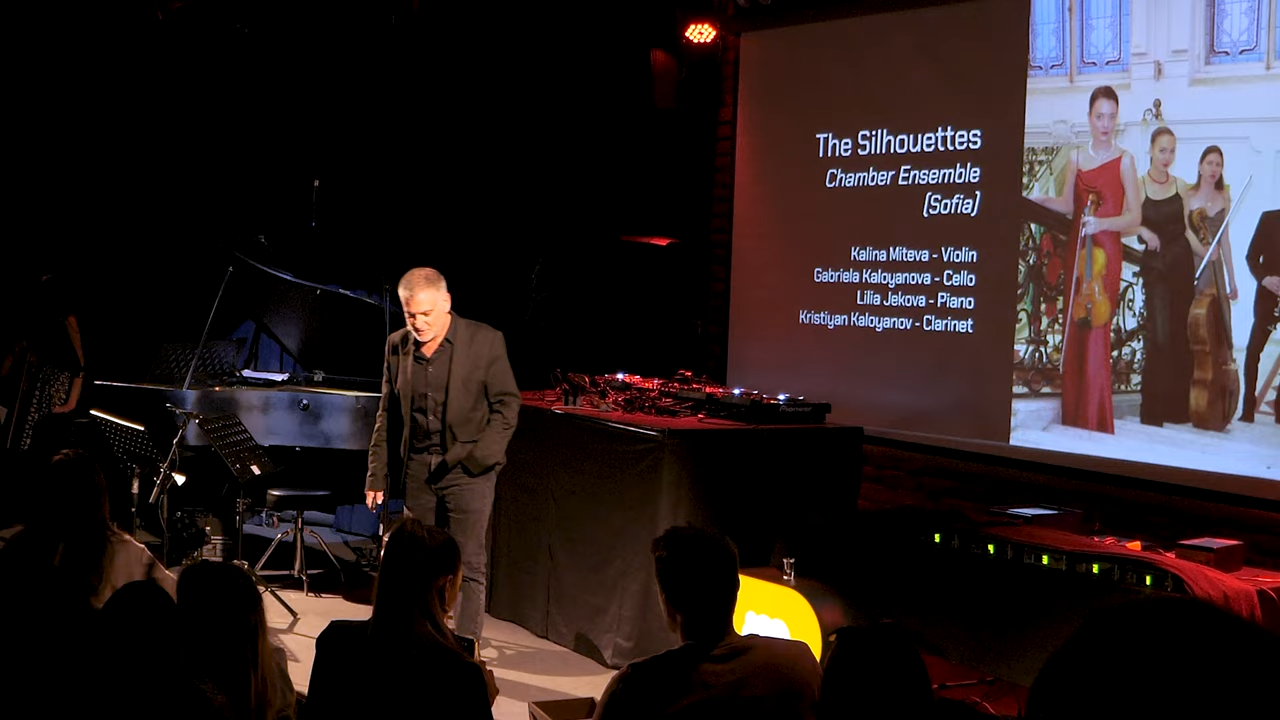 The Silhouettes
Chamber Ensemble
(Sofia)
Kalina Miteva - Violin
Gabriela Kaloyanova - Cello
Lilia Jekova - Piano
Kristiyan Kaloyanov - Clarinet
Pioneer